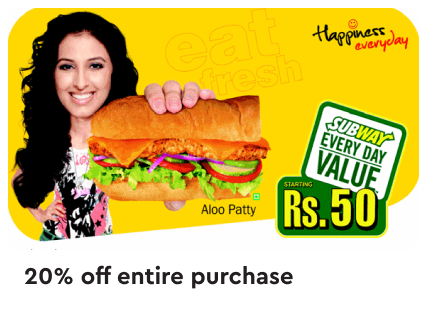 eat
fresh
Happiness
everyday
SUBWAY
EVERY DAY
VALUE
STARTING
Rs.50
Aloo Patty
20% off entire purchase